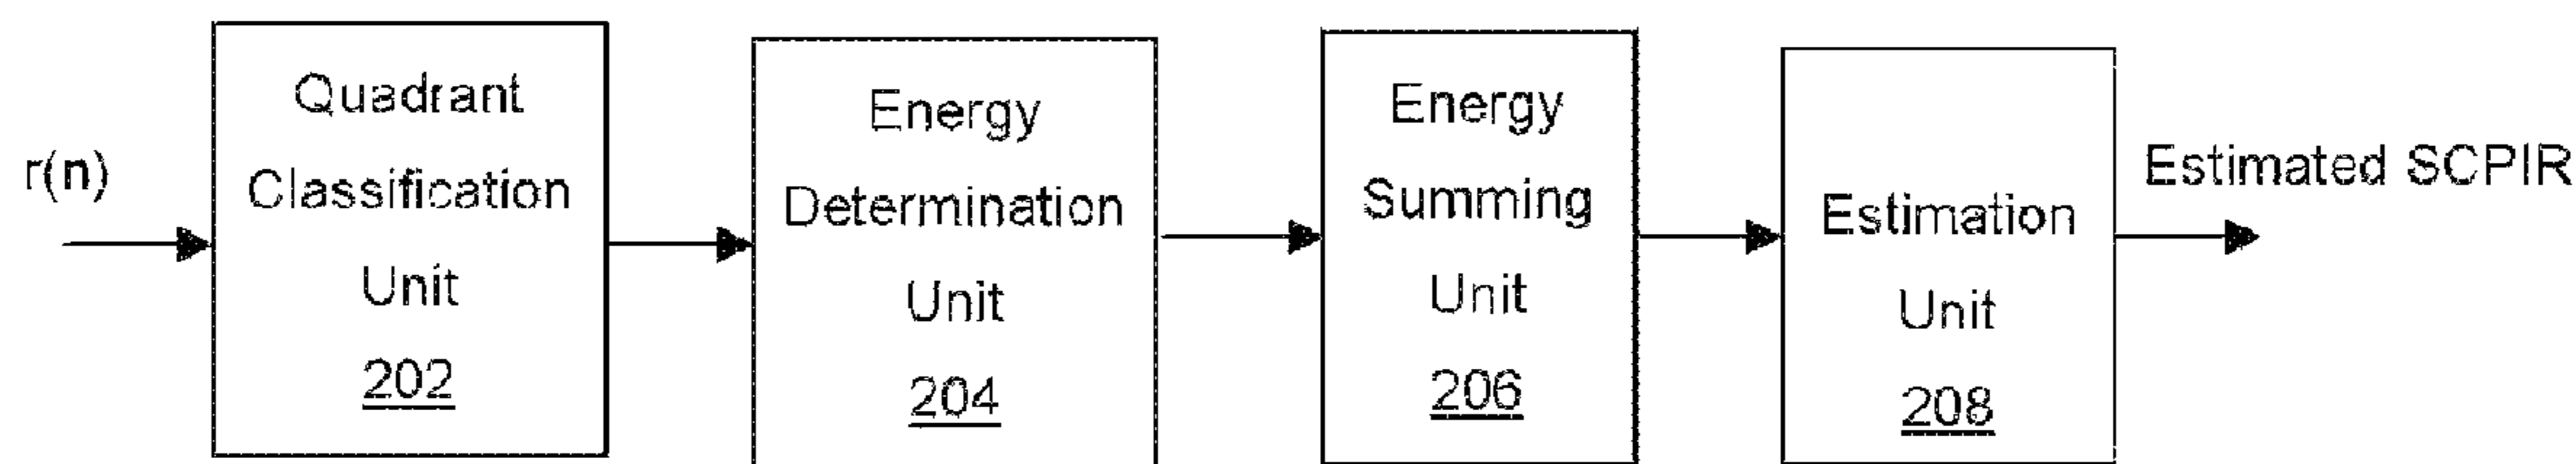 r(n)
Quadrant
Classification
Unit
202
Energy
Determination
Unit
204
Energy
Summing
Unit
206
Estimation
Unit
208
Estimated SCPIR